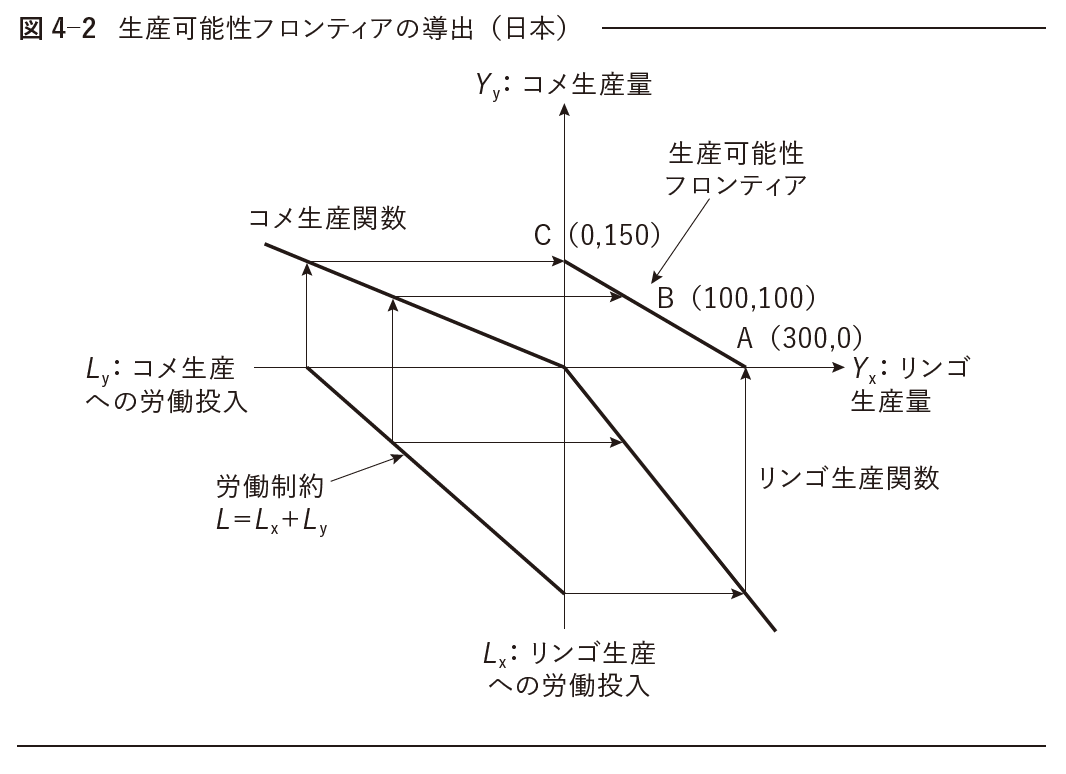 図 4-2 生産可能性フロンティアの導出（日本）
Yy：コメ生産量
生産可能性
フロンティア
コメ生産関数
C（0,150）
B（100,100）
A（300,0）
Ly：コメ生産
への労働投入
Yx：リンゴ
生産量
労働制約
L=Lx+Ly
リンゴ生産関数
Lx：リンゴ生産
への労働投入